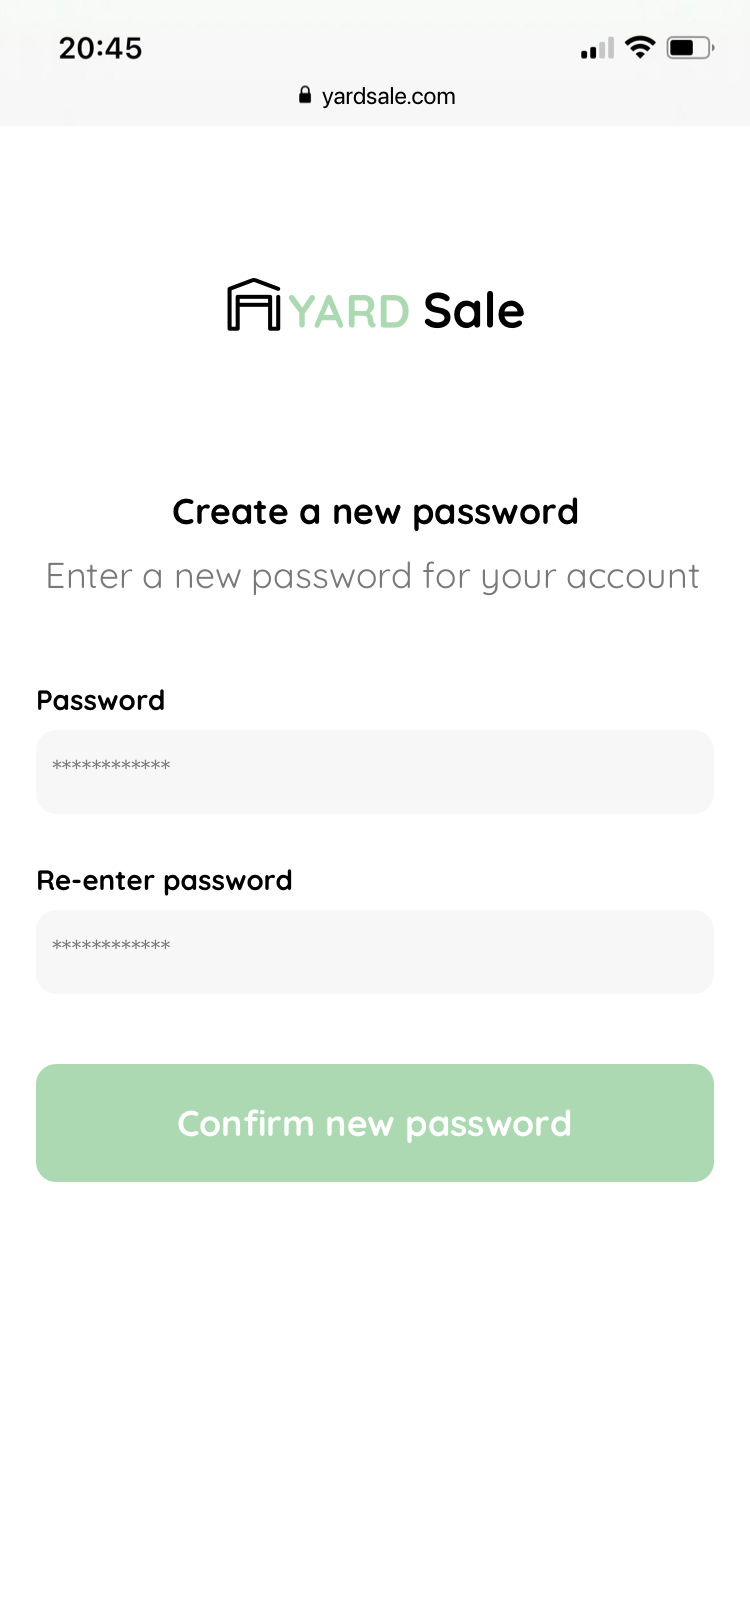 20:45
yardsale.com
YARD Sale
Create a new password
Enter a new password for your account
Password
************
Re-enter password
************
Confirm new password